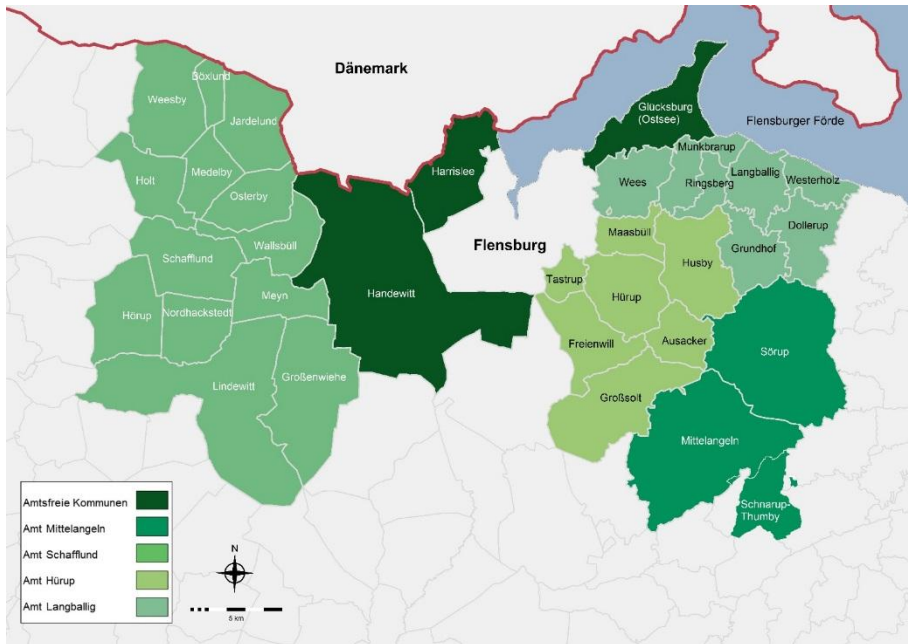 Dänemark
Böxlund
Weesby
Jardelund
Glücksburg
(Ostsee)
Flensburger Förde
Munkbrarup
Harrislee
Medelby
Langballig
Holt
Westerholz
Wees
Ringsberg
Osterby
Dollerup
Maasbüll
Wallsbüll
Flensburg
Grundhof
Schafflund
Husby
Tastrup
Meyn
Handewitt
Hürup
Nordhackstedt
Hörup
Freienwill
Ausacker
Sörup
Großenwiehe
Lindewitt
Großsolt
Mittelangeln
Amtsfreie Kommunen
Amt Mittelangeln
Amt Schafflund
Amt Hürup
Amt Langballig
N
5 km
Schnarup-
Thumby